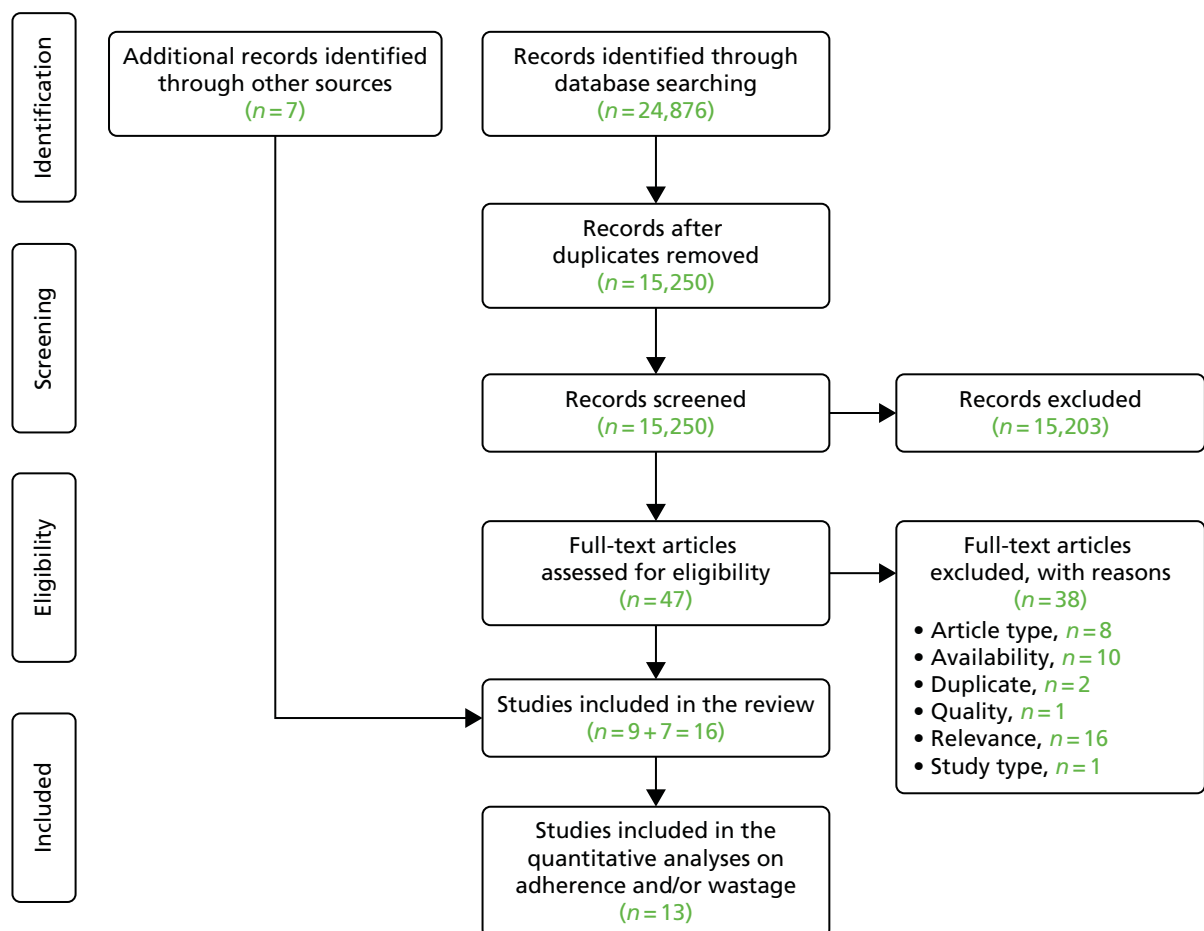 Identification
Additional records identified
through other sources
(n=7)
Records identified through
database searching
(n=24,876)
Screening
Records after
duplicates removed
(n=15,250)
Records screened
(n=15,250)
Records excluded
(n=15,203)
Eligibility
Full-text articles
assessed for eligibility
(n=47)
Full-text articles
excluded, with reasons
(n=38)
• Article type, n=8
• Availability, n=10
• Duplicate, n=2
• Quality, n=1
• Relevance, n=16
• Study type, n=1
Included
Studies included in the review
(n=9+7=16)
Studies included in the
quantitative analyses on
adherence and/or wastage
(n=13)